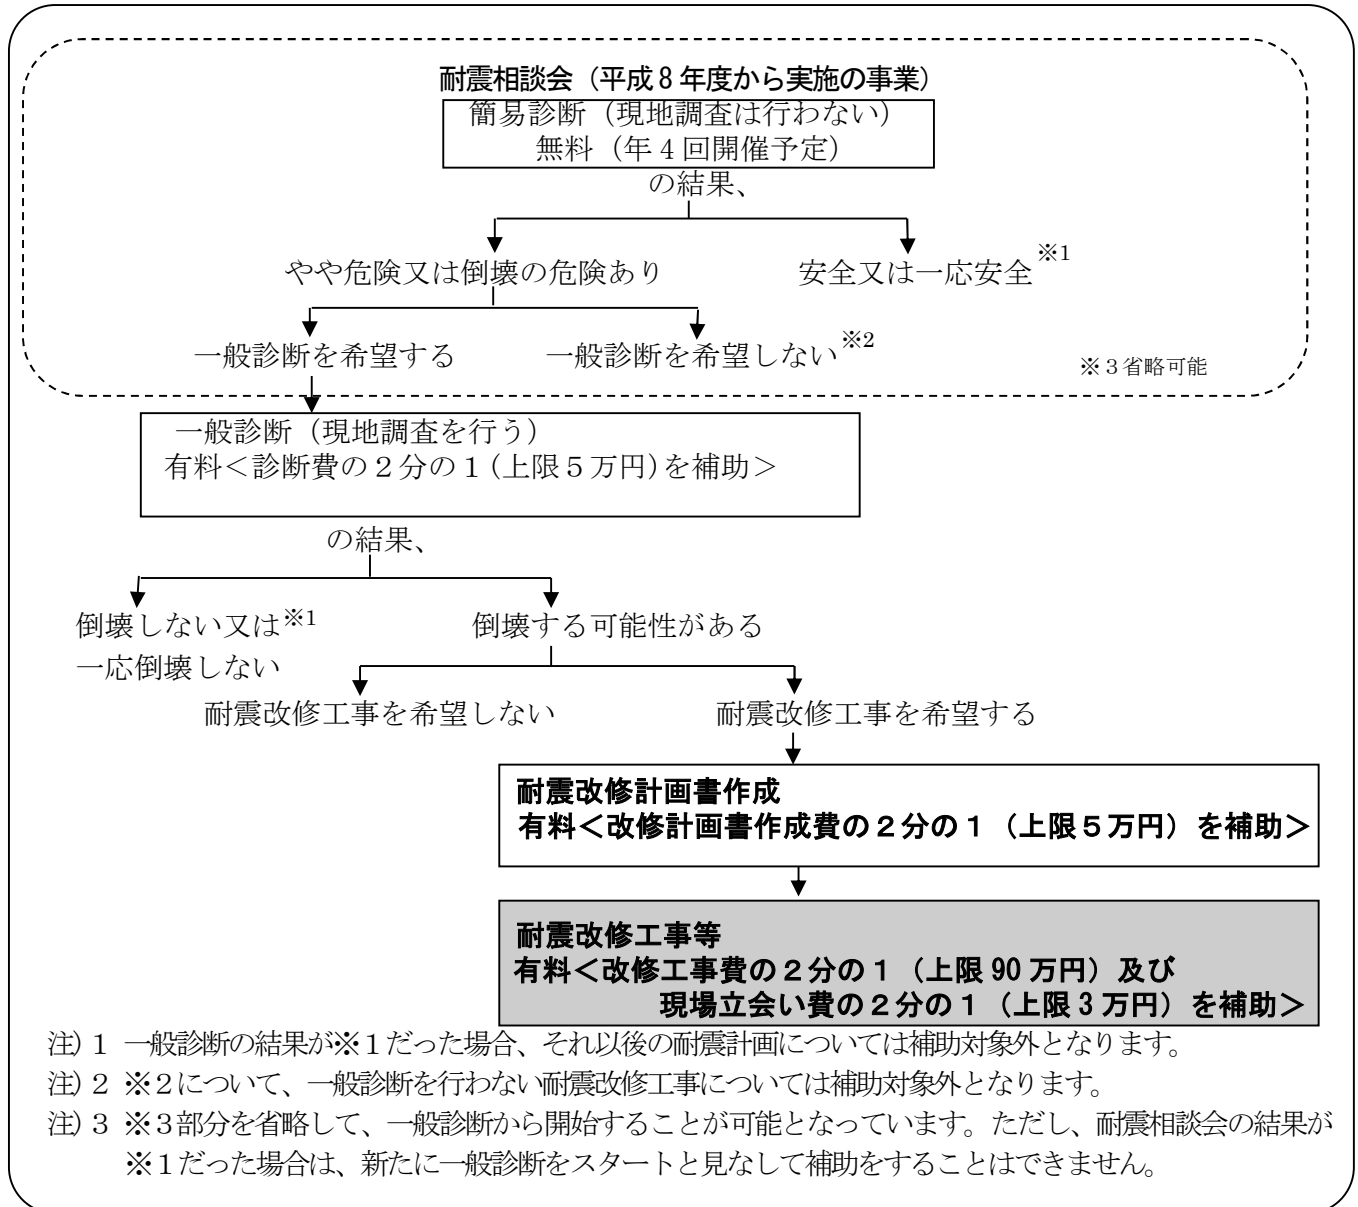 耐震相談会（平成8年度から実施の事業）
簡易診断（現地調査は行わない）
無料（年4回開催予定）
の結果、
やや危険又は倒壊の危険あり
安全又は一応安全※1
一般診断を希望する
一般診断を希望しない※2
※３省略可能
一般診断（現地調査を行う）
有料＜診断費の２分の１(上限５万円)を補助＞
の結果、
倒壊しない又は※1
一応倒壊しない
倒壊する可能性がある
耐震改修工事を希望しない
耐震改修工事を希望する
耐震改修計画書作成
有料＜改修計画書作成費の２分の１（上限５万円）を補助＞
耐震改修工事等
有料＜改修工事費の２分の１（上限90万円）及び
現場立会い費の２分の１（上限3万円）を補助＞
注)１ 一般診断の結果が※１だった場合、それ以後の耐震計画については補助対象外となります。
注)２ ※２について、一般診断を行わない耐震改修工事については補助対象外となります。
注)３ ※３部分を省略して、一般診断から開始することが可能となっています。ただし、耐震相談会の結果が
※１だった場合は、新たに一般診断をスタートと見なして補助をすることはできません。